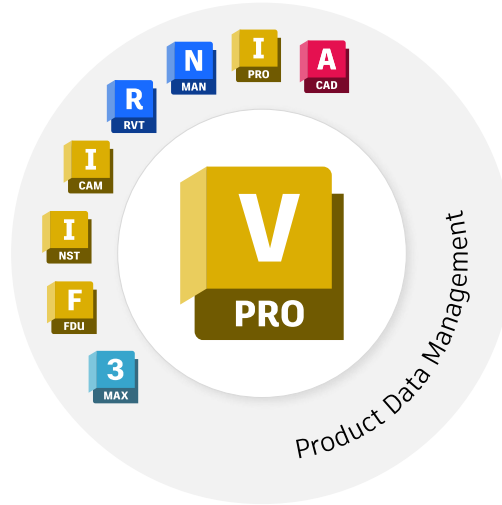 A
CAD
I
PRO
N
MAN
R
RVT
I
CAM
I
NST
F
FDU
3
MAX
V
PRO
Product Data Management